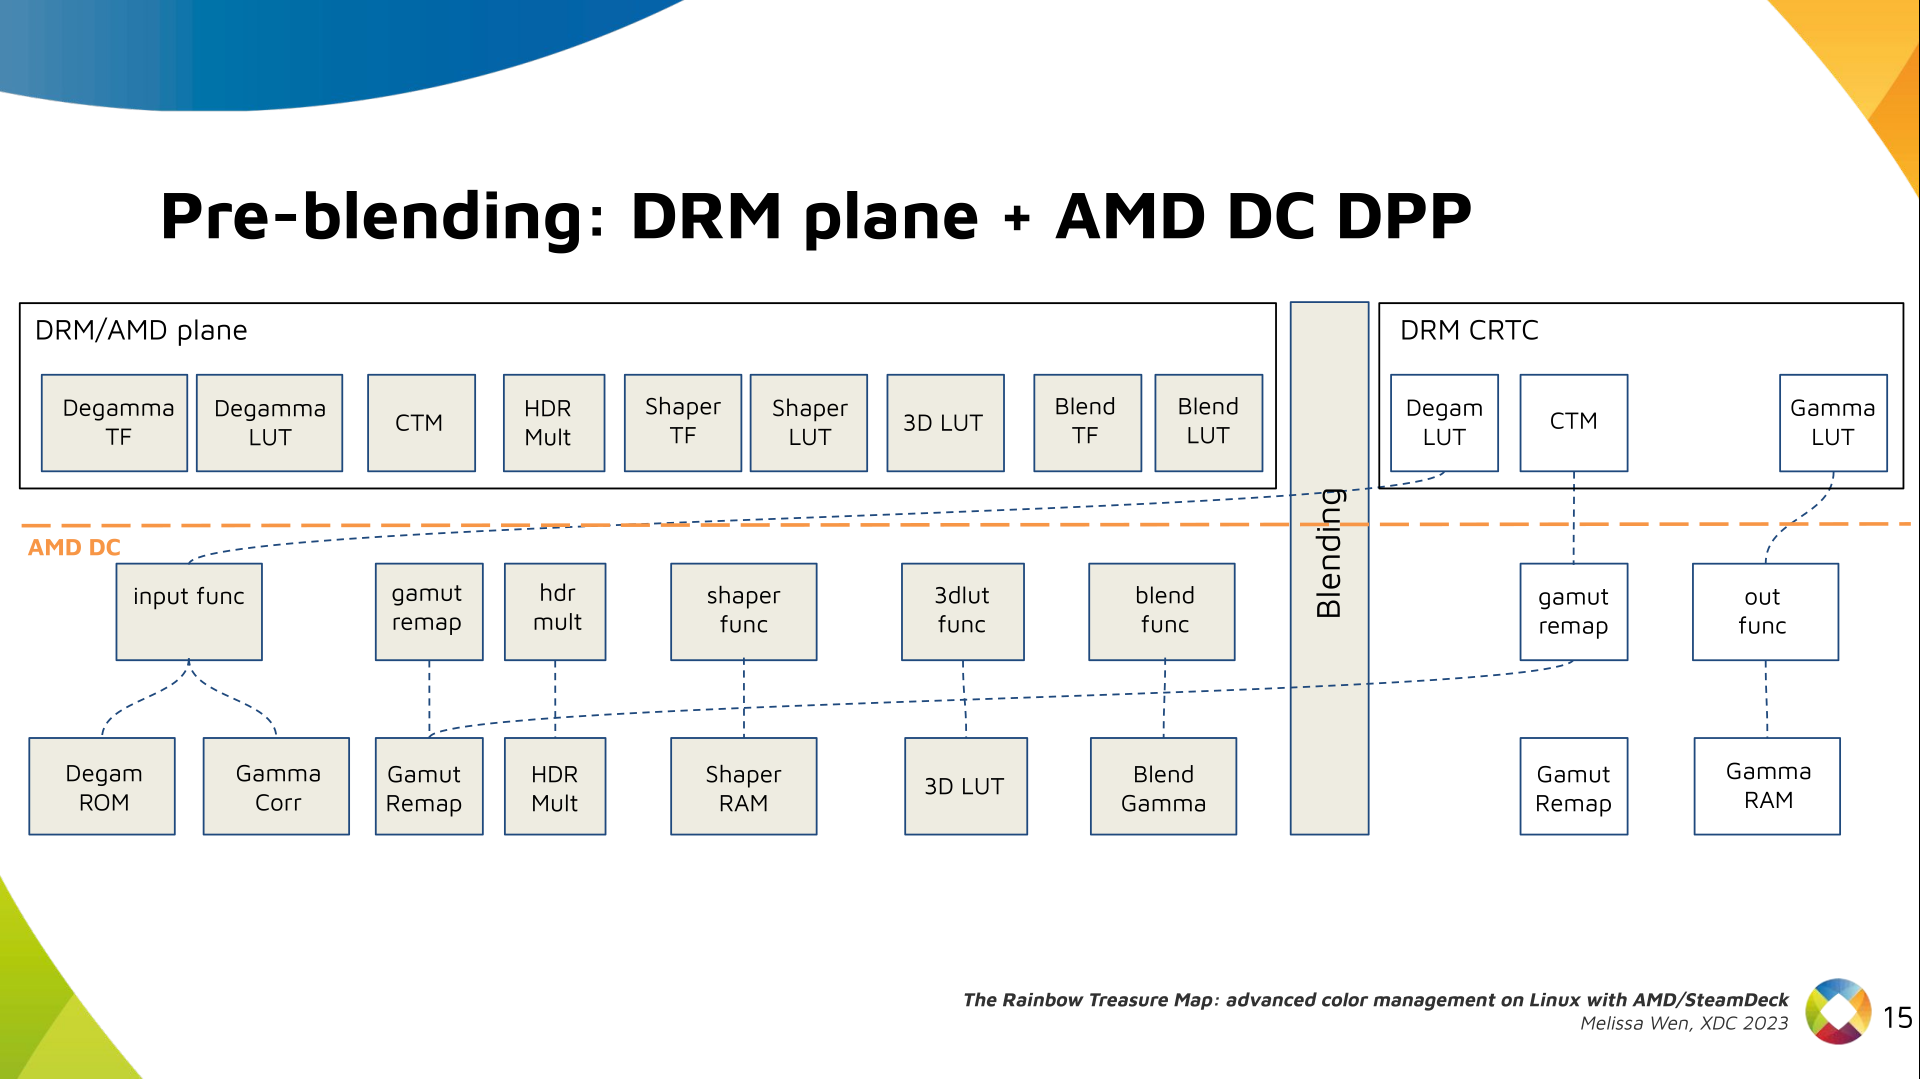 Pre-blending: DRM plane + AMD DC DPP
DRM/AMD plane
Degamma
TF
Degamma
LUT
CTM
HDR
Mult
Shaper
TF
Shaper
LUT
3D LUT
Blend
TF
Blend
LUT
Blending
DRM CRTC
Degam
LUT
CTM
Gamma
LUT
AMD DC
input func
gamut
remap
hdr
mult
shaper
func
3dlut
func
blend
func
gamut
remap
out
func
Degam
ROM
Gamma
Corr
Gamut
Remap
HDR
Mult
Shaper
RAM
3D LUT
Blend
Gamma
Gamut
Remap
Gamma
RAM
The Rainbow Treasure Map: advanced color management on Linux with AMD/SteamDeck
Melissa Wen, XDC 2023
15